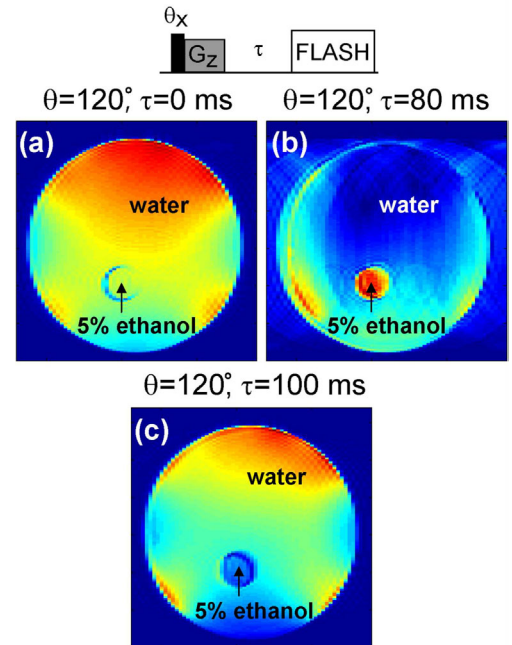 θx
Gz τ FLASH
θ=120°, τ=0 ms θ=120°, τ=80 ms
(a) (b)
water water
5% ethanol 5% ethanol
θ=120°, τ=100 ms
(c)
water
5% ethanol